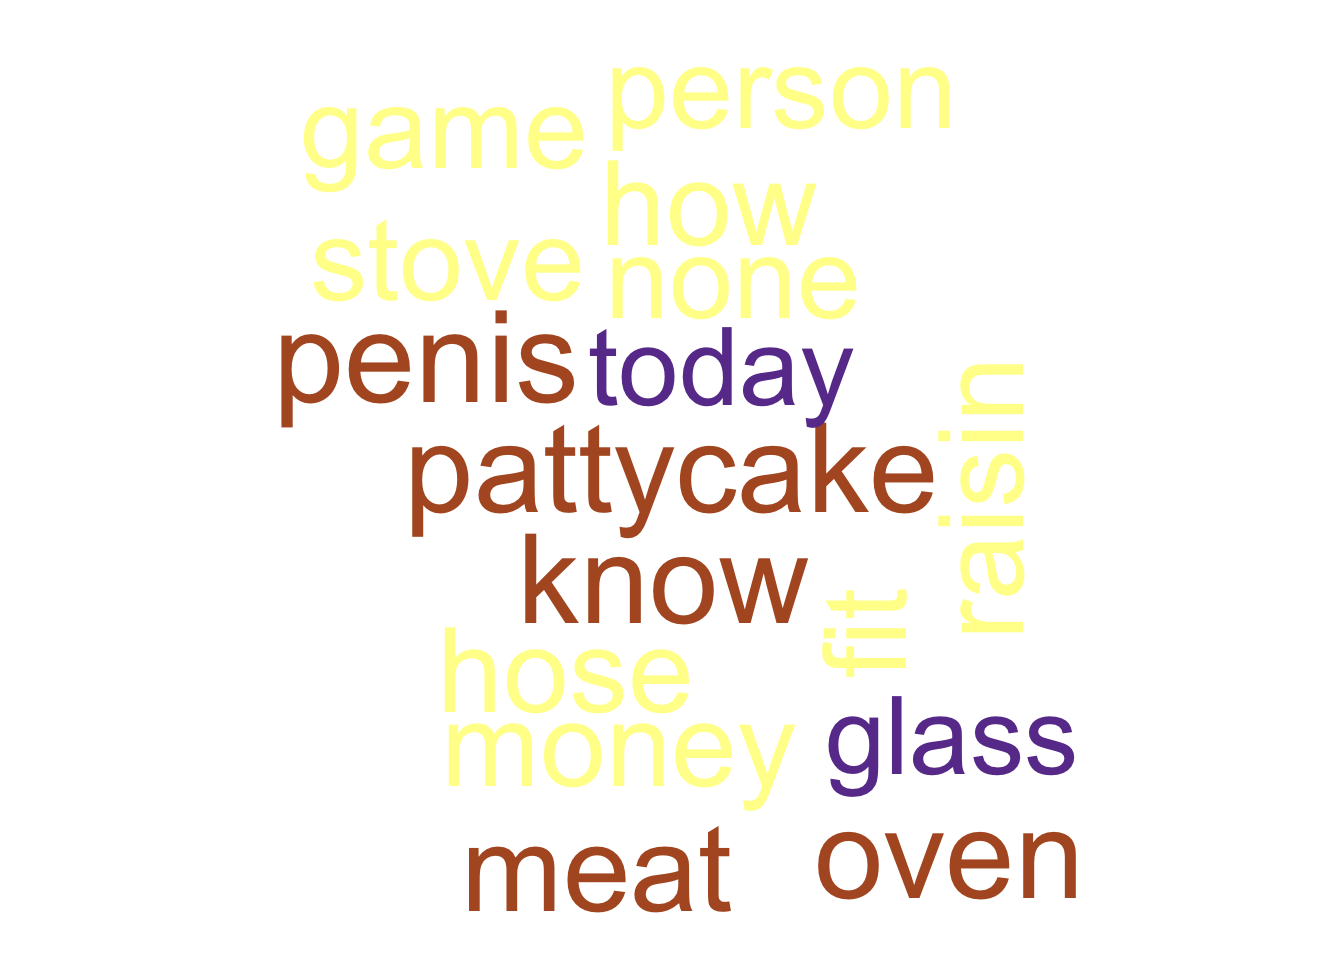 person
game
how
stove
none
penis
today
pattycake
raisin
know
fit
hose
money
glass
meat
oven